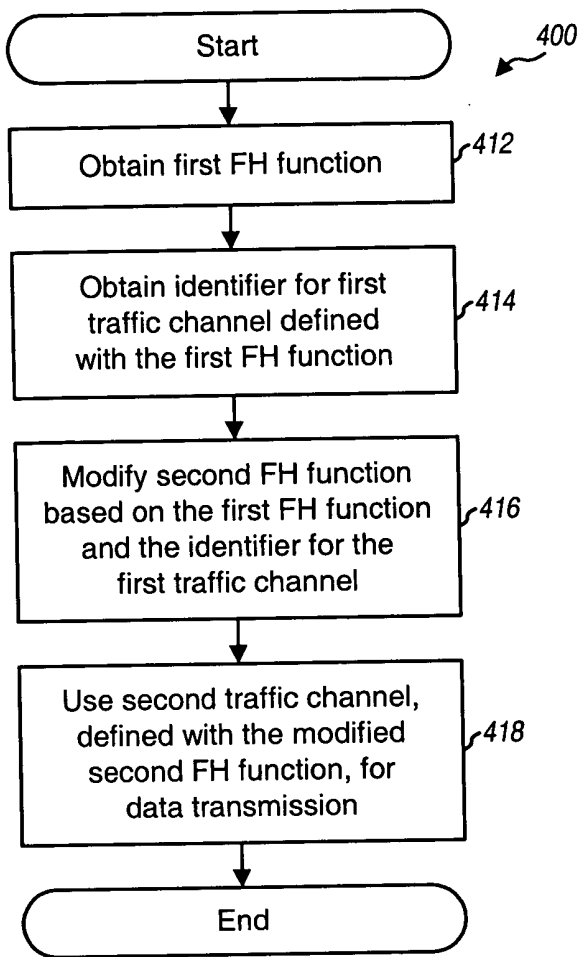 Start
400
Obtain first FH function
412
Obtain identifier for first
traffic channel defined
with the first FH function
414
Modify second FH function
based on the first FH function
and the identifier for the
first traffic channel
416
Use second traffic channel,
defined with the modified
second FH function, for
data transmission
418
End